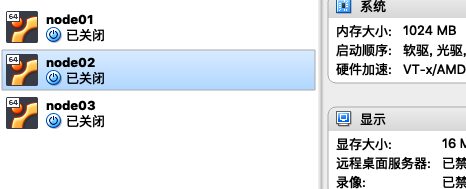 64 node01
已关闭
64 node02
已关闭
64 node03
已关闭
系统
内存大小: 1024 MB
启动顺序: 软驱, 光驱,
硬件加速: VT-x/AMD
显示
显存大小: 16
远程桌面服务器: 已禁
录像: 已禁